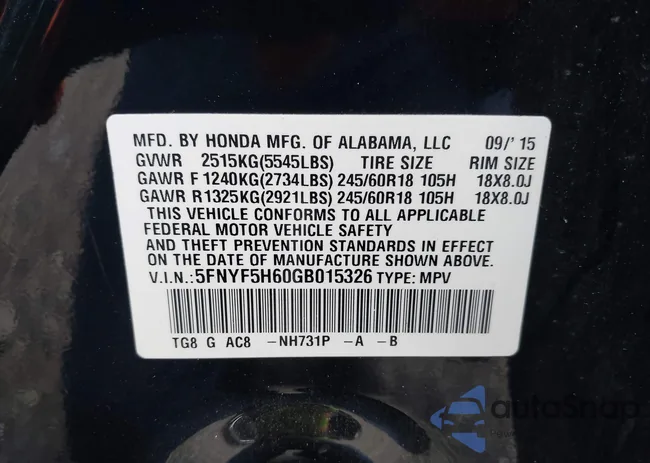 MFD. BY HONDA MFG. OF ALABAMA, LLC 09/' 15
GVWR 2515KG(5545LBS) TIRE SIZE RIM SIZE
GAWR F 1240KG(2734LBS) 245/60R18 105H 18X8.0J
GAWR R 1325KG(2921LBS) 245/60R18 105H 18X8.0J
THIS VEHICLE CONFORMS TO ALL APPLICABLE
FEDERAL MOTOR VEHICLE SAFETY
AND THEFT PREVENTION STANDARDS IN EFFECT
ON THE DATE OF MANUFACTURE SHOWN ABOVE.
V.I.N.: 5FNYF5H60GB015326 TYPE: MPV
TG8 G AC8 -NH731P -A -B
autoSnap